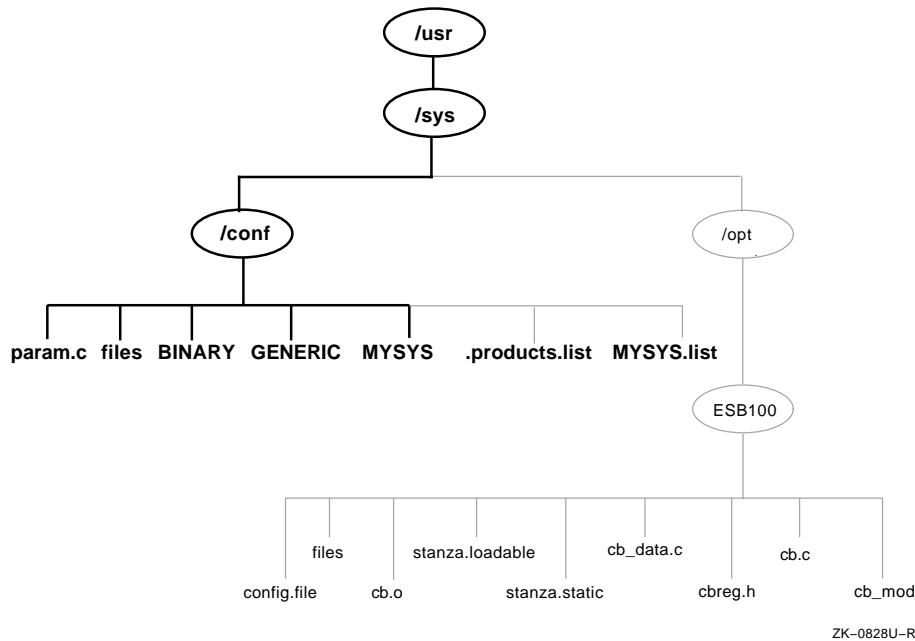 /usr
/sys
/conf
/opt
param.c files BINARY GENERIC MYSYS .products.list MYSYS.list
ESB100
files stanza.loadable cb_data.c cb.c
config.file cb.o stanza.static cbreg.h cb_mod
ZK–0828U–R